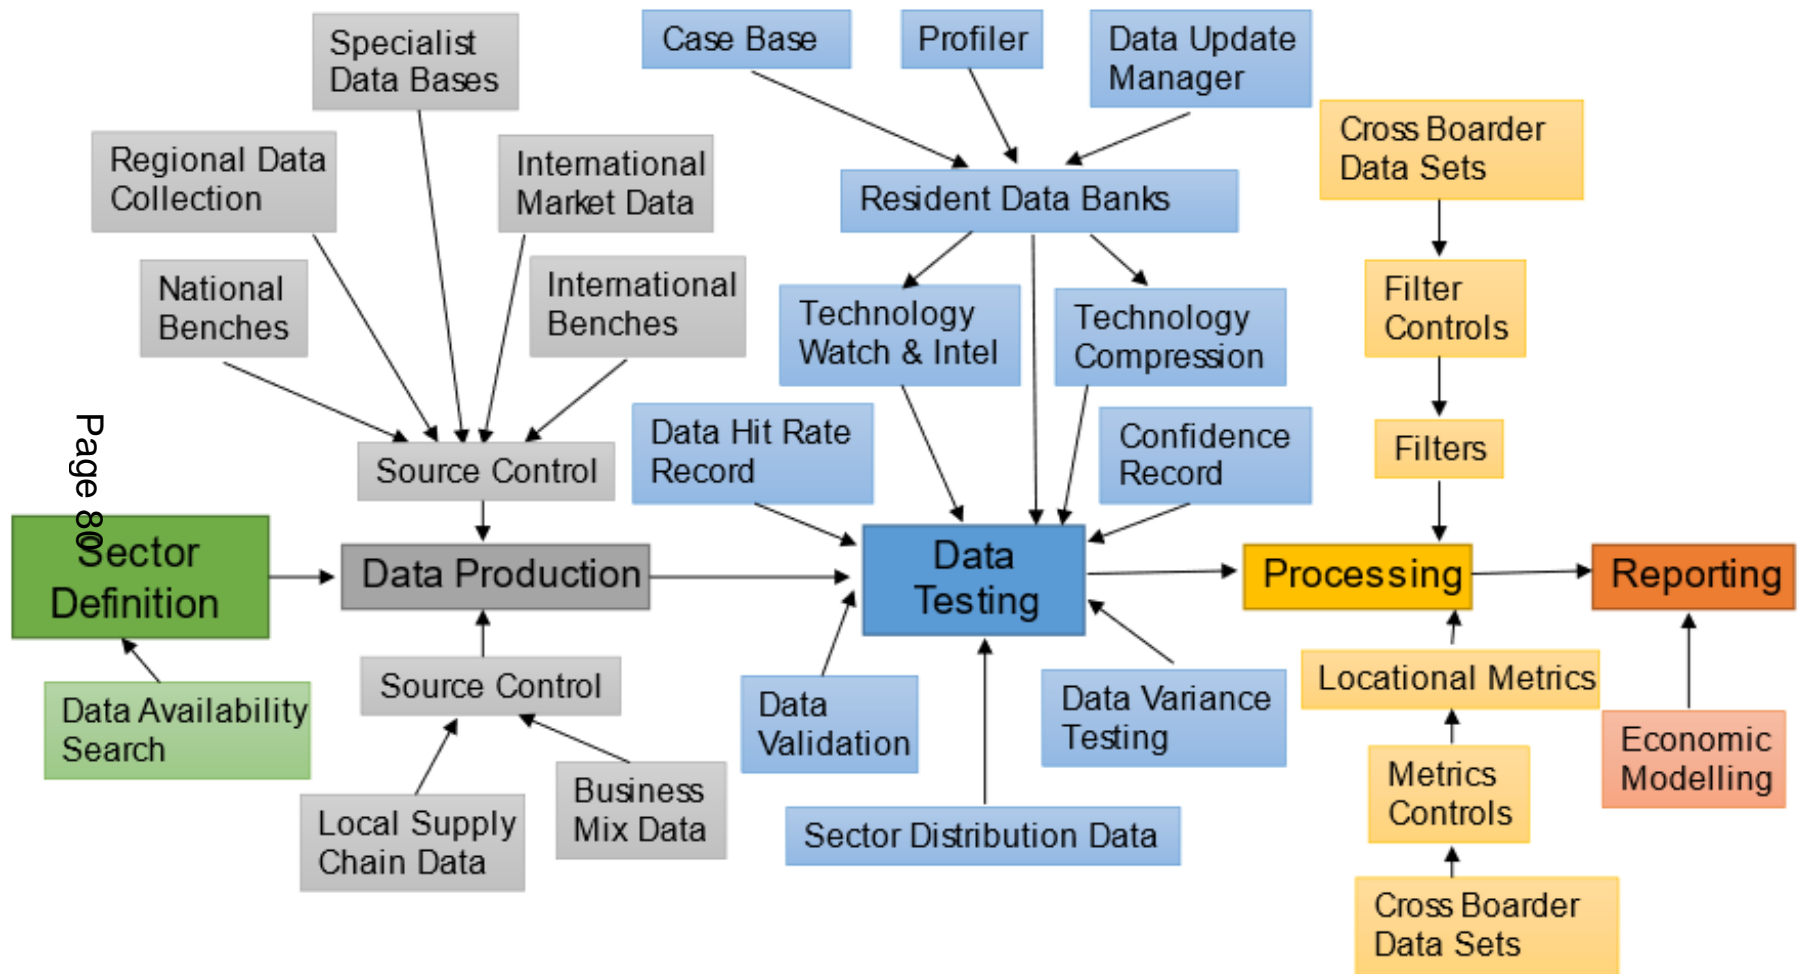 Specialist
Data Bases
Case Base
Profiler
Data Update
Manager
Regional Data
Collection
International
Market Data
Resident Data Banks
Cross Boarder
Data Sets
National
Benches
International
Benches
Technology
Watch & Intel
Technology
Compression
Filter
Controls
Data Hit Rate
Record
Confidence
Record
Filters
Source Control
Page 80
Sector
Definition
Data Production
Data
Testing
Processing
Reporting
Data Availability
Search
Source Control
Data
Validation
Data Variance
Testing
Locational Metrics
Economic
Modelling
Local Supply
Chain Data
Business
Mix Data
Sector Distribution Data
Metrics
Controls
Cross Boarder
Data Sets